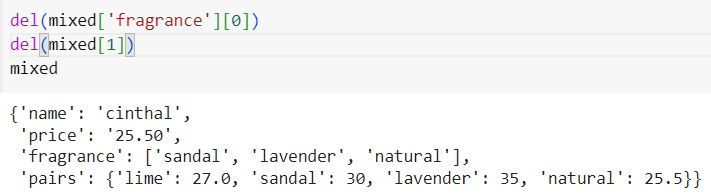 del(mixed['fragrance'][0])
del(mixed[1])
mixed
{'name': 'cinthal',
'price': '25.50',
'fragrance': ['sandal', 'lavender', 'natural'],
'pairs': {'lime': 27.0, 'sandal': 30, 'lavender': 35, 'natural': 25.5}}